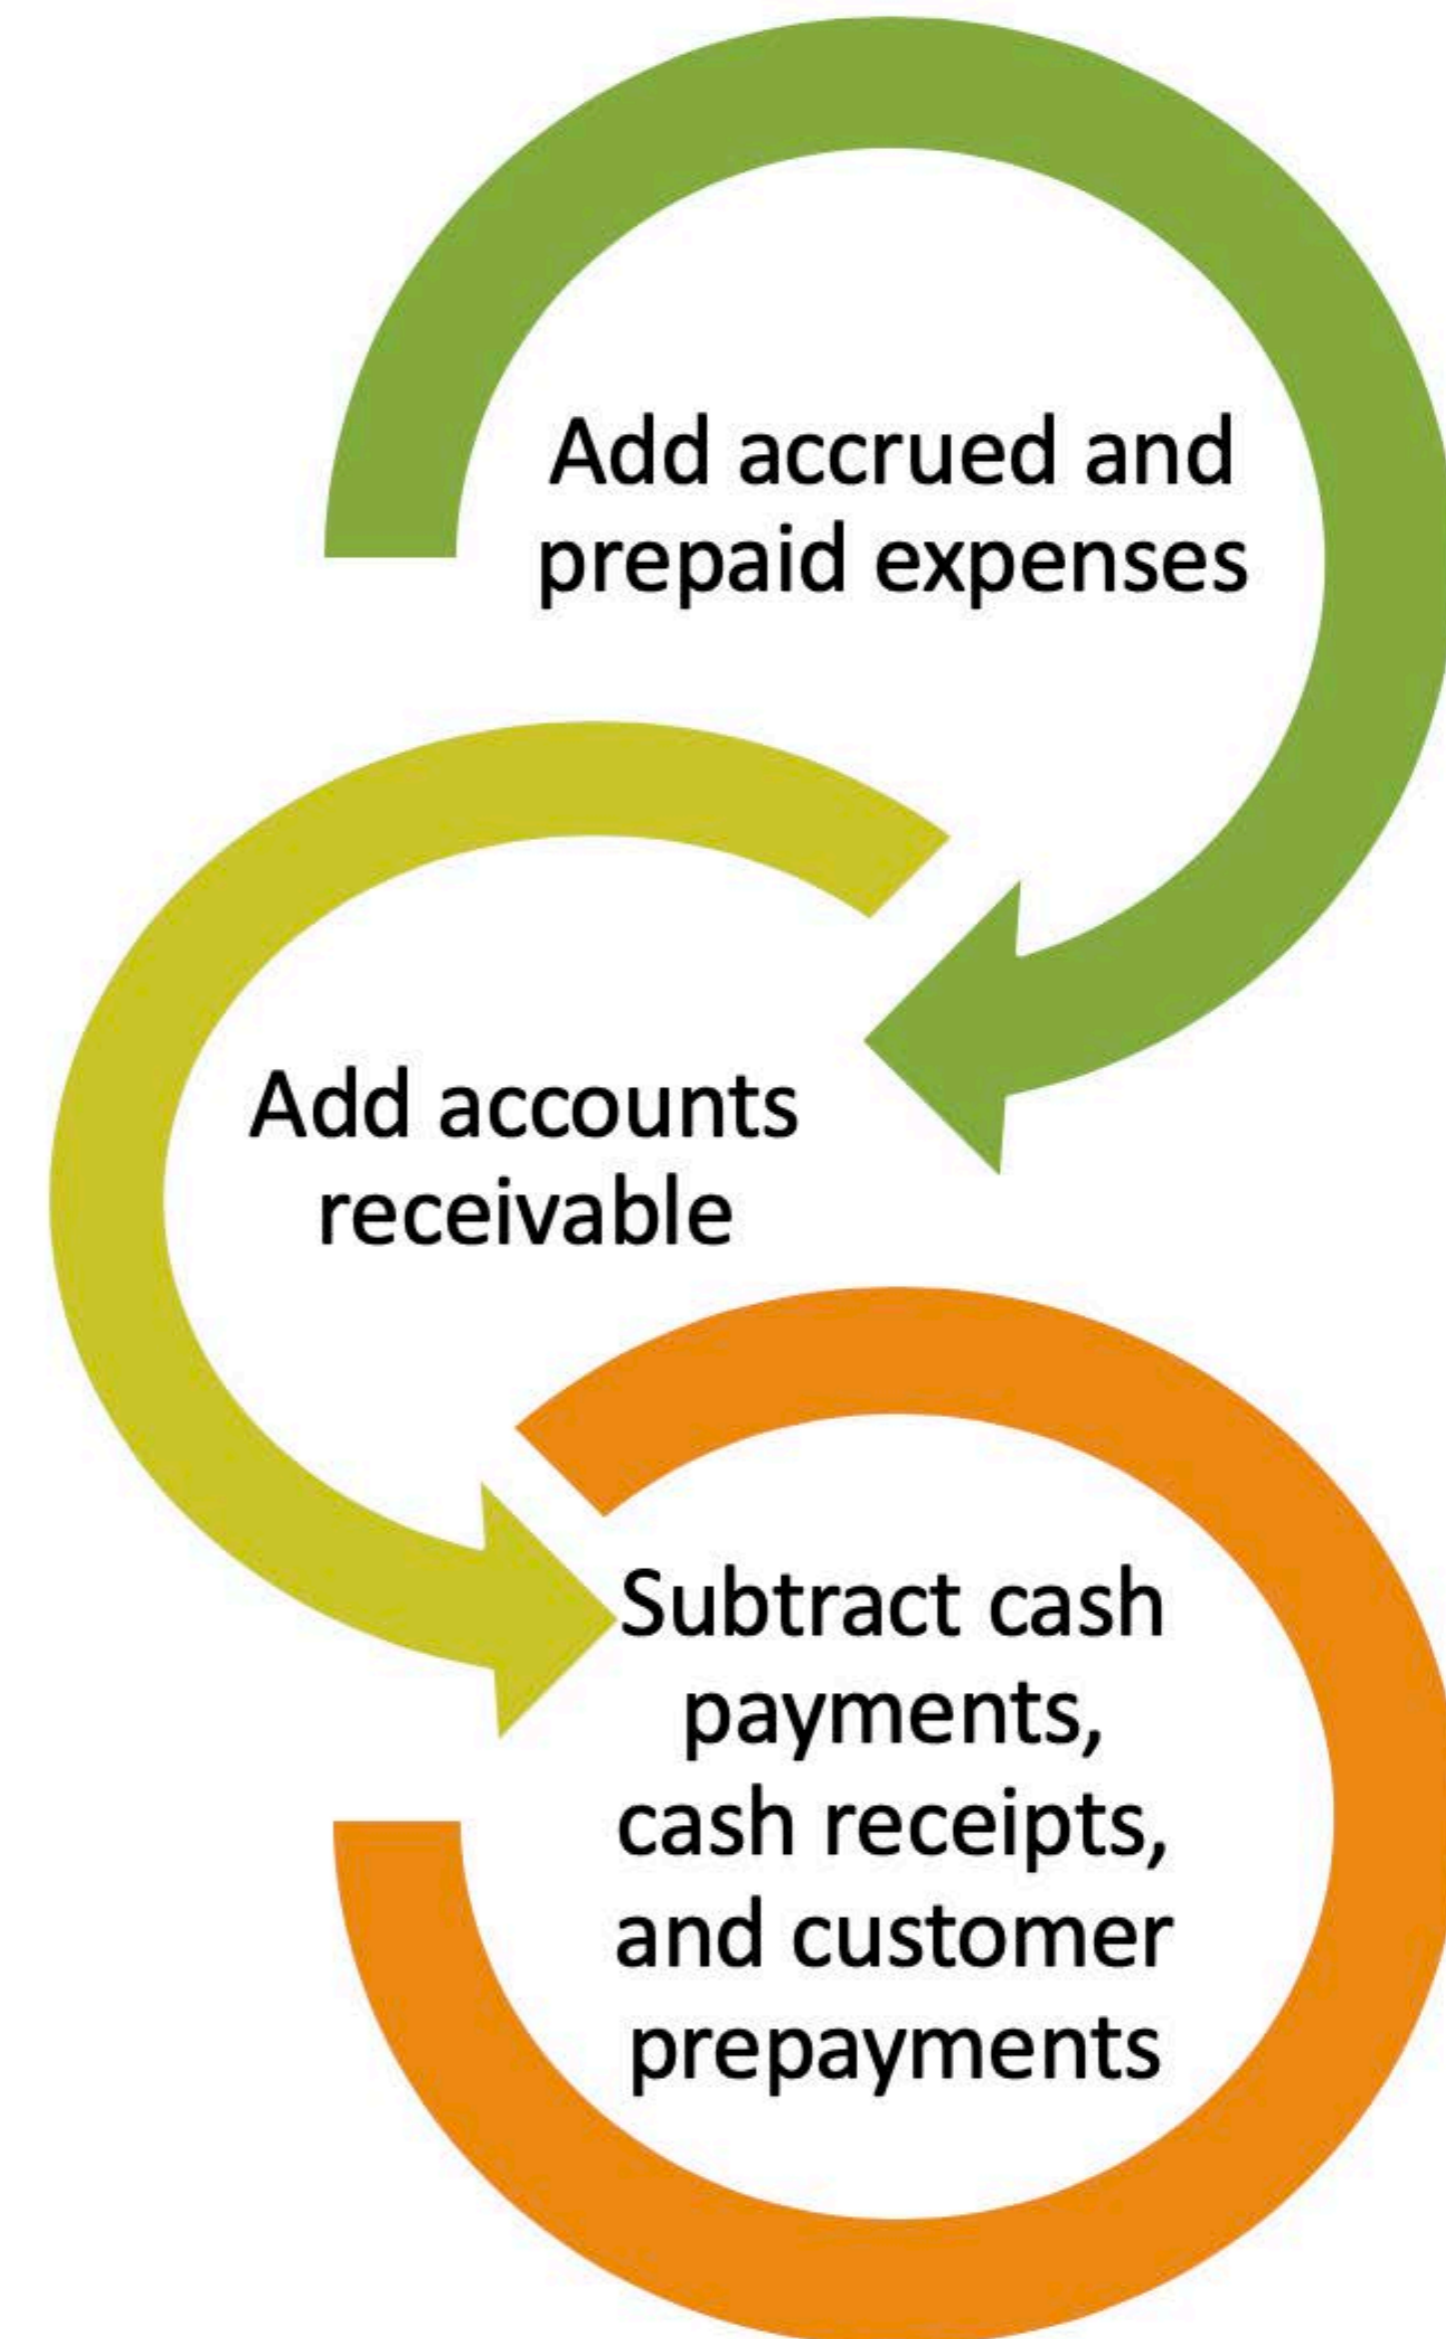 Add accrued and
prepaid expenses
Add accounts
receivable
Subtract cash
payments,
cash receipts,
and customer
prepayments